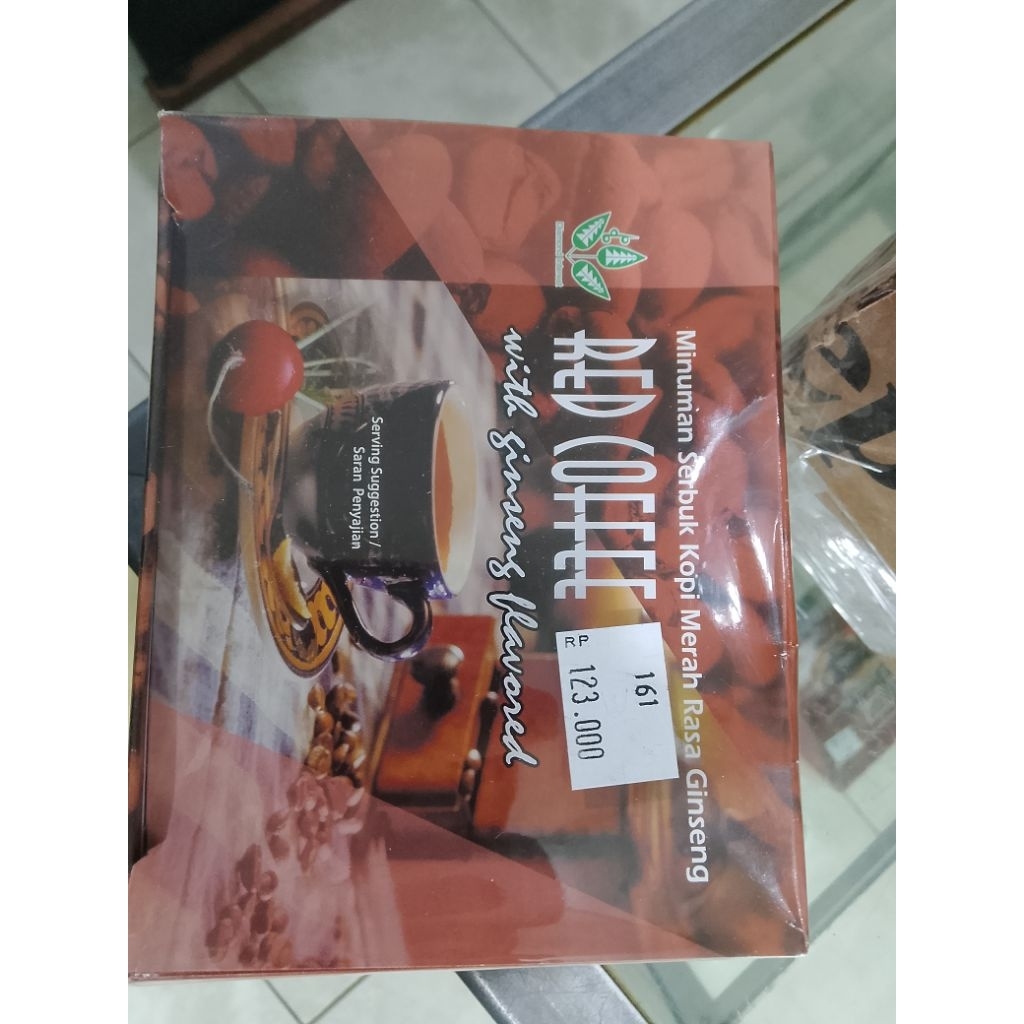 Minuman Serbuk Kopi Merah Rasa Ginseng
RED COFFEE
with ginseng flavored
161
RP 123.000
Serving Suggestion /
Saran Penyajian